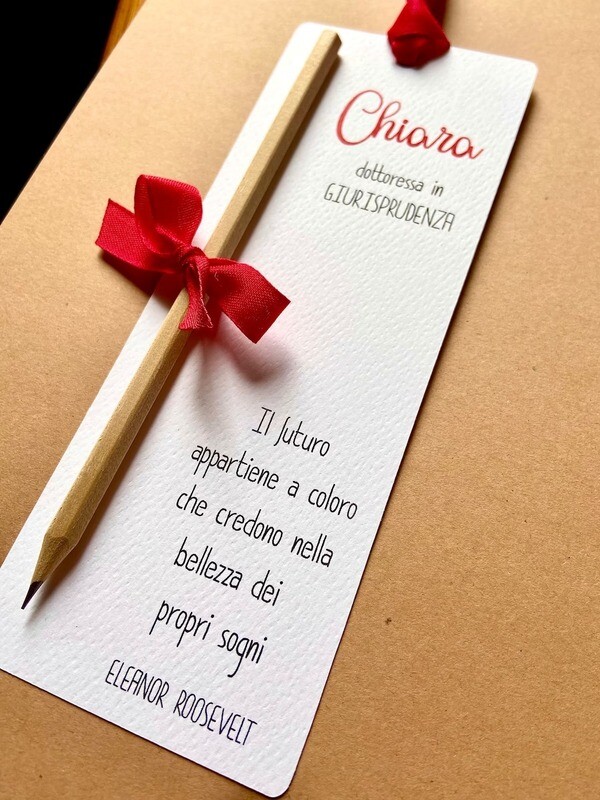 Chiara
dottoressa in
GIURISPRUDENZA
Il futuro
appartiene a coloro
che credono nella
bellezza dei
propri sogni
ELEANOR ROOSEVELT